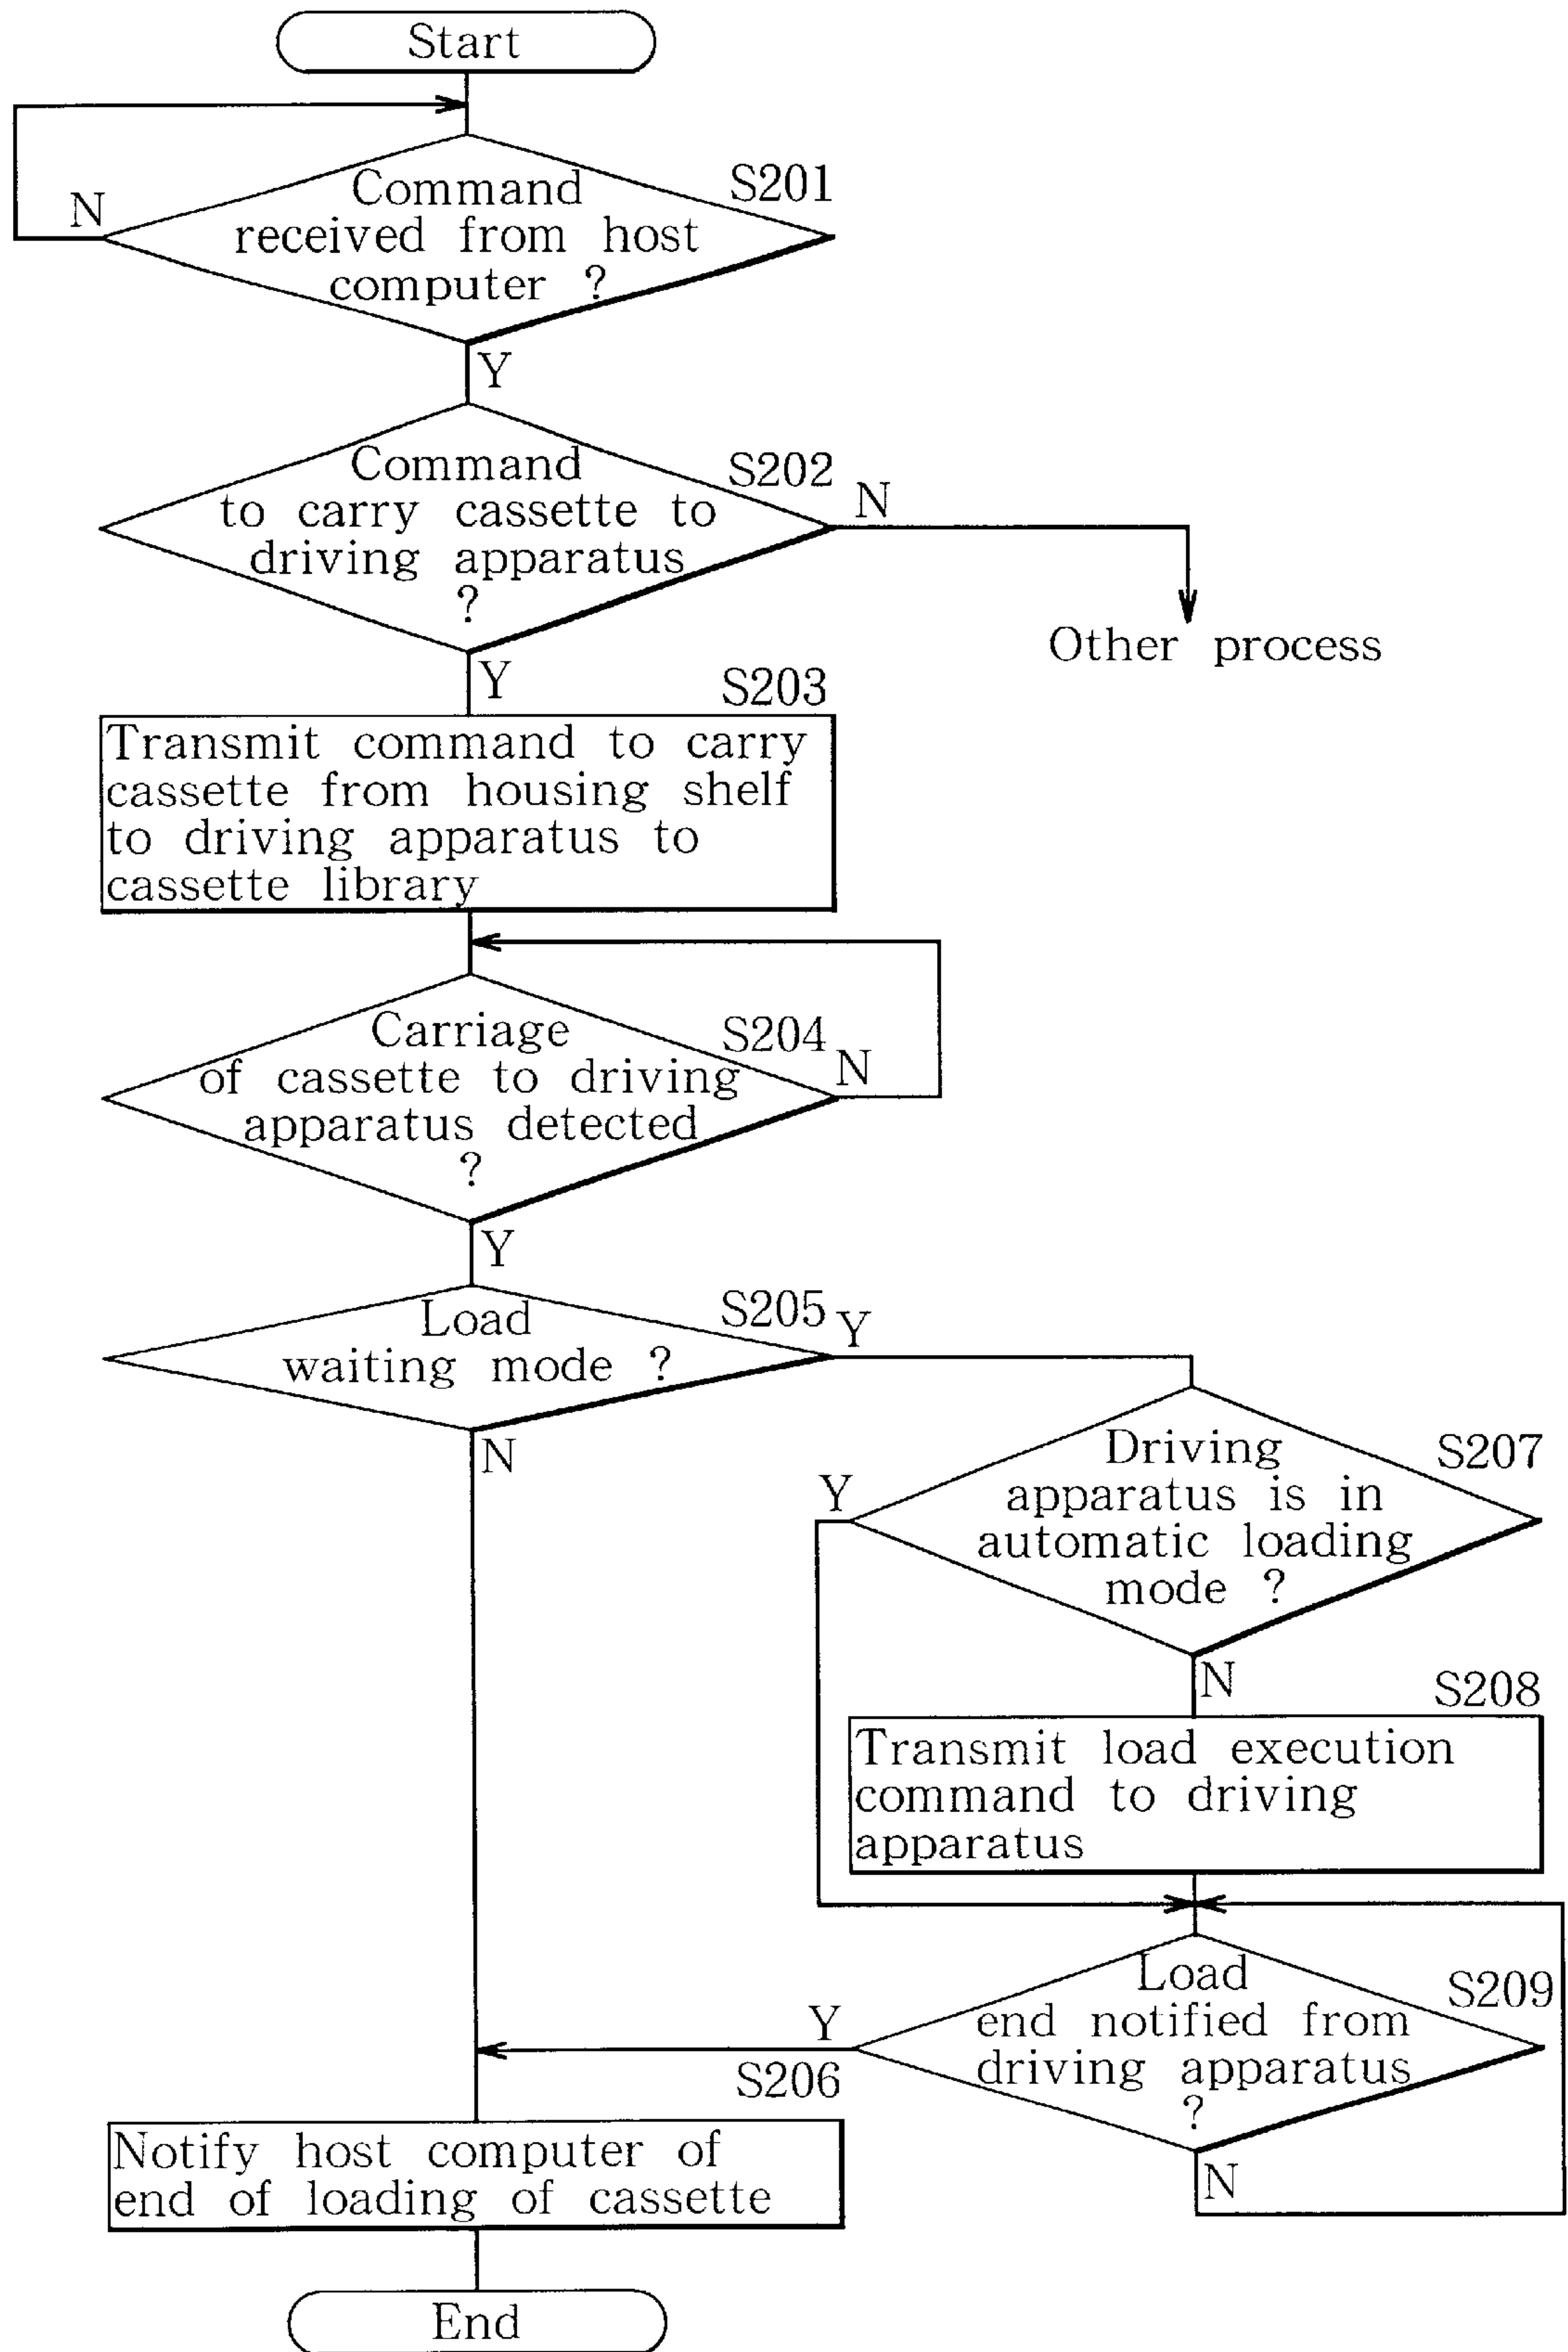 Start
S201
Command
received from host
computer ?
N
Y
S202
Command
to carry cassette to
driving apparatus
?
N
Other process
Y
S203
Transmit command to carry
cassette from housing shelf
to driving apparatus to
cassette library
S204
Carriage
of cassette to driving
apparatus detected
?
N
Y
S205
Load
waiting mode ?
Y
N
S207
Driving
apparatus is in
automatic loading
mode ?
Y
N
S208
Transmit load execution
command to driving
apparatus
S209
Load
end notified from
driving apparatus
?
Y
N
S206
Notify host computer of
end of loading of cassette
End